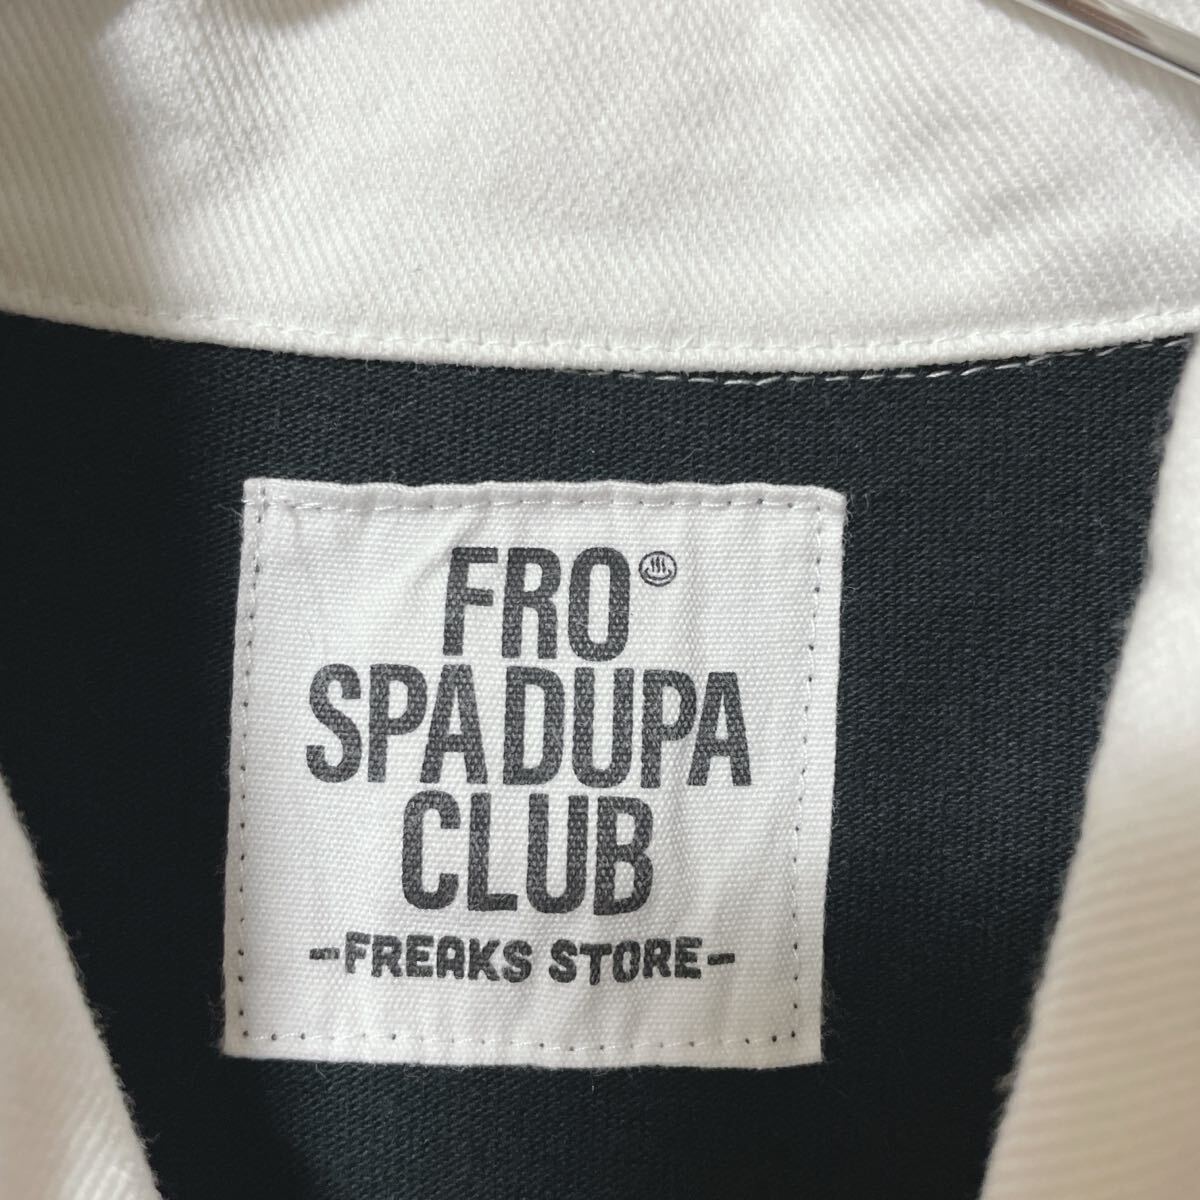 FRO
SPADUPA
CLUB
-FREAKS STORE-